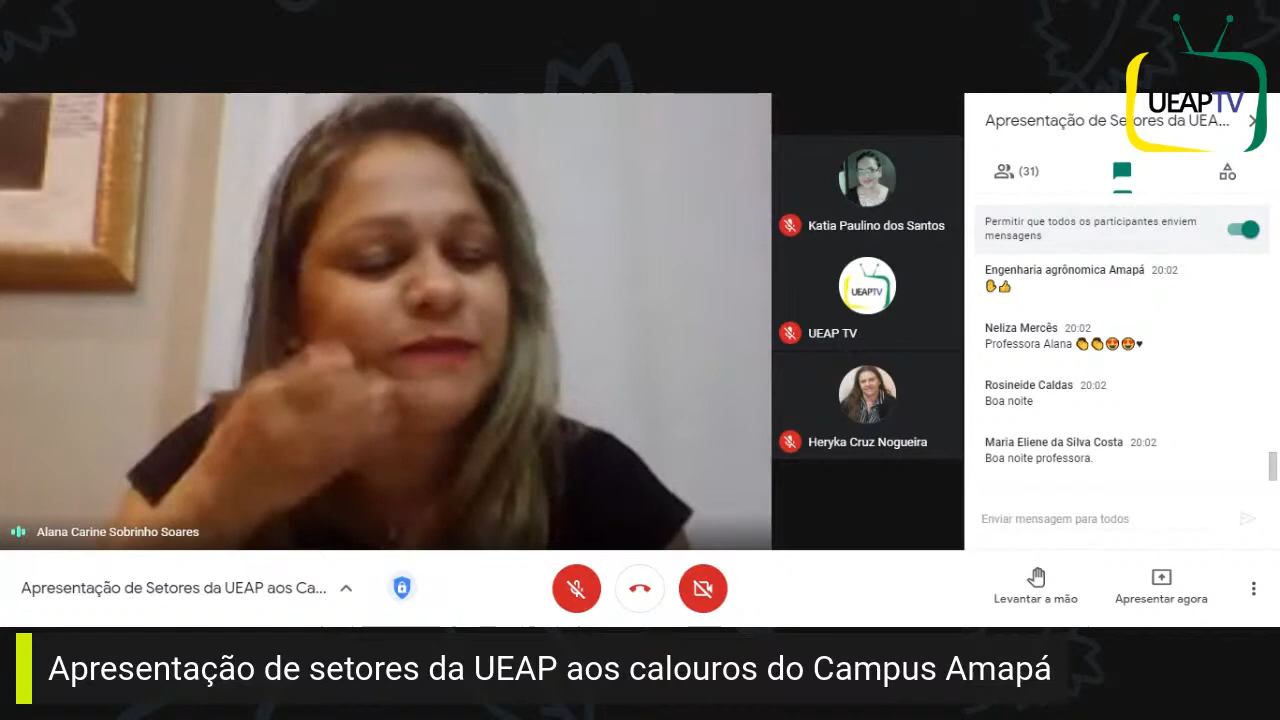 UEAPTV
Apresentação de Setores da UEA...
(31)
Permitir que todos os participantes enviem
mensagens
Engenharia agrônomica Amapá 20:02
✋👍
Neliza Mercês 20:02
Professora Alana 👏👏😍😍♥
Rosineide Caldas 20:02
Boa noite
Maria Eliene da Silva Costa 20:02
Boa noite professora.
Enviar mensagem para todos
Katia Paulino dos Santos
UEAPTV
UEAP TV
Heryka Cruz Nogueira
Alana Carine Sobrinho Soares
Apresentação de Setores da UEAP aos Ca...
Levantar a mão
Apresentar agora
Apresentação de setores da UEAP aos calouros do Campus Amapá